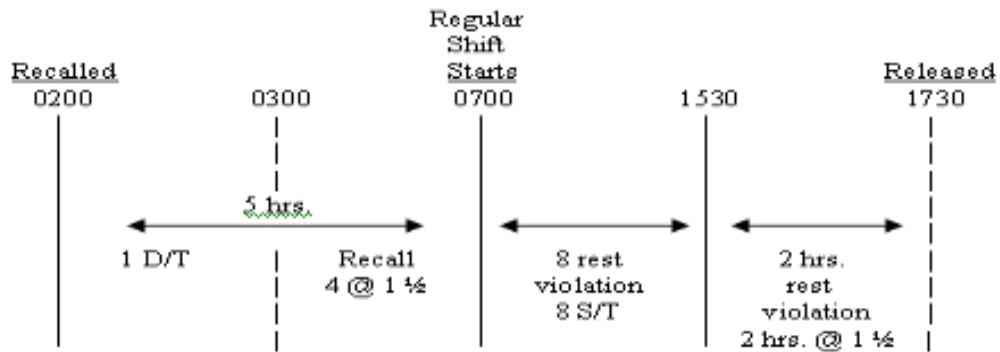 Regular
Shift
Recalled Starts Released
0200 0300 0700 1530 1730
5 hrs.
1 D/T Recall 8 rest 2 hrs.
4 @ 1 ½ violation rest
8 S/T violation
2 hrs. @ 1 ½